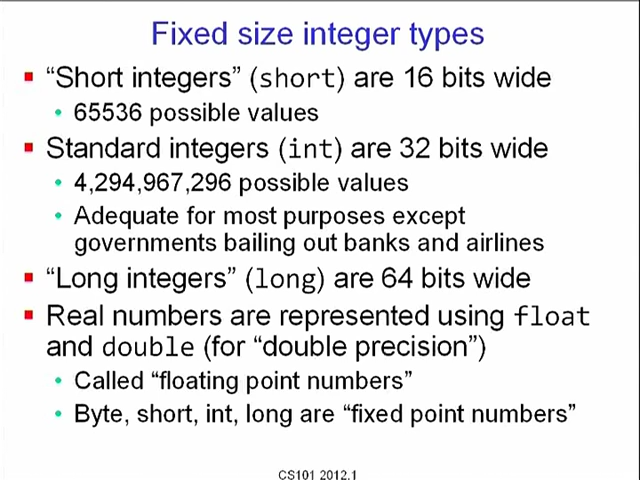 Fixed size integer types
“Short integers” (short) are 16 bits wide
65536 possible values
Standard integers (int) are 32 bits wide
4,294,967,296 possible values
Adequate for most purposes except
governments bailing out banks and airlines
“Long integers” (long) are 64 bits wide
Real numbers are represented using float
and double (for “double precision”)
Called “floating point numbers”
Byte, short, int, long are “fixed point numbers”
CS101 2012.1